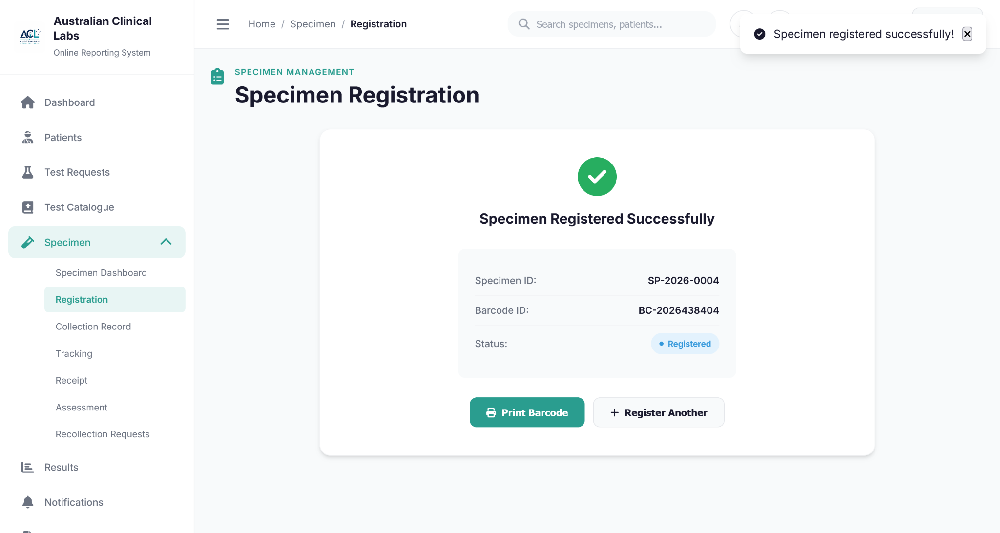 Australian Clinical
Labs
Online Reporting System
ACL
AUSTRALIAN
Home / Specimen / Registration
Search specimens, patients...
Specimen registered successfully!
Dashboard
Patients
Test Requests
Test Catalogue
Specimen
Specimen Dashboard
Registration
Collection Record
Tracking
Receipt
Assessment
Recollection Requests
Results
Notifications
SPECIMEN MANAGEMENT
Specimen Registration
Specimen Registered Successfully
Specimen ID: SP-2026-0004
Barcode ID: BC-2026438404
Status: Registered
Print Barcode
Register Another